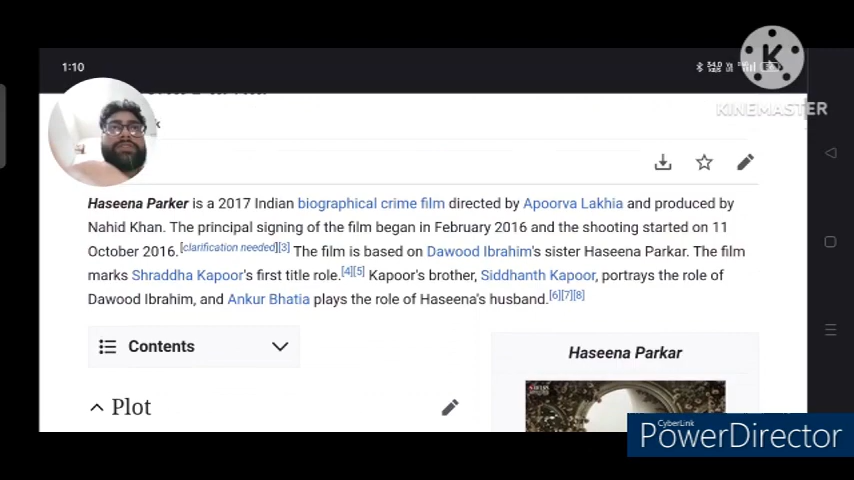 1:10
KINEMASTER
Haseena Parker is a 2017 Indian biographical crime film directed by Apoorva Lakhia and produced by
Nahid Khan. The principal signing of the film began in February 2016 and the shooting started on 11
October 2016.[clarification needed][3] The film is based on Dawood Ibrahim's sister Haseena Parkar. The film
marks Shraddha Kapoor's first title role.[4][5] Kapoor's brother, Siddhanth Kapoor, portrays the role of
Dawood Ibrahim, and Ankur Bhatia plays the role of Haseena's husband.[6][7][8]
Contents
Haseena Parkar
Plot
CyberLink
PowerDirector